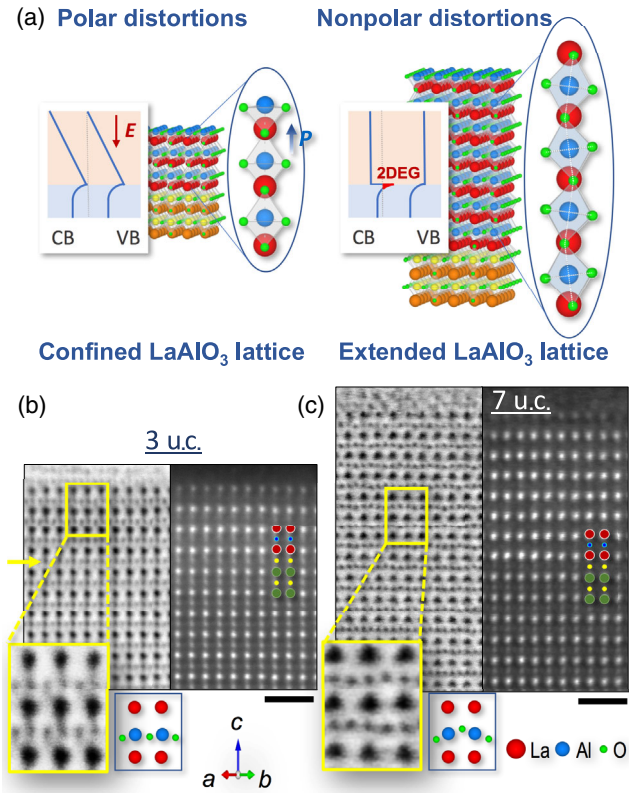 (a) Polar distortions Nonpolar distortions
E
P
2DEG
CB VB
CB VB
Confined LaAlO₃ lattice Extended LaAlO₃ lattice
(b) (c)
3 u.c. 7 u.c.
c
a b
La Al O